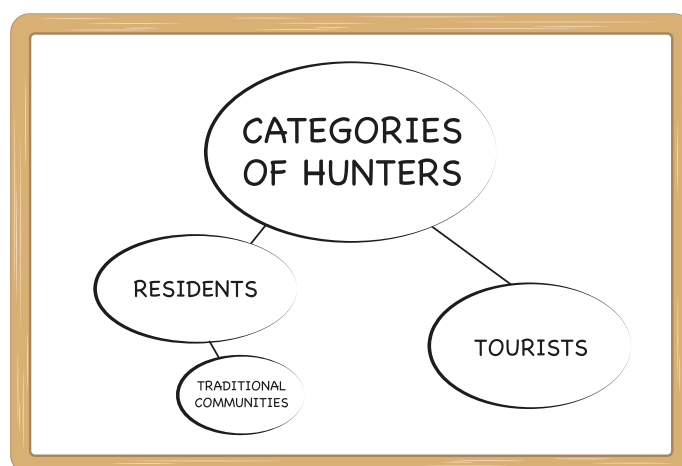 CATEGORIES
OF HUNTERS
RESIDENTS
TOURISTS
TRADITIONAL
COMMUNITIES